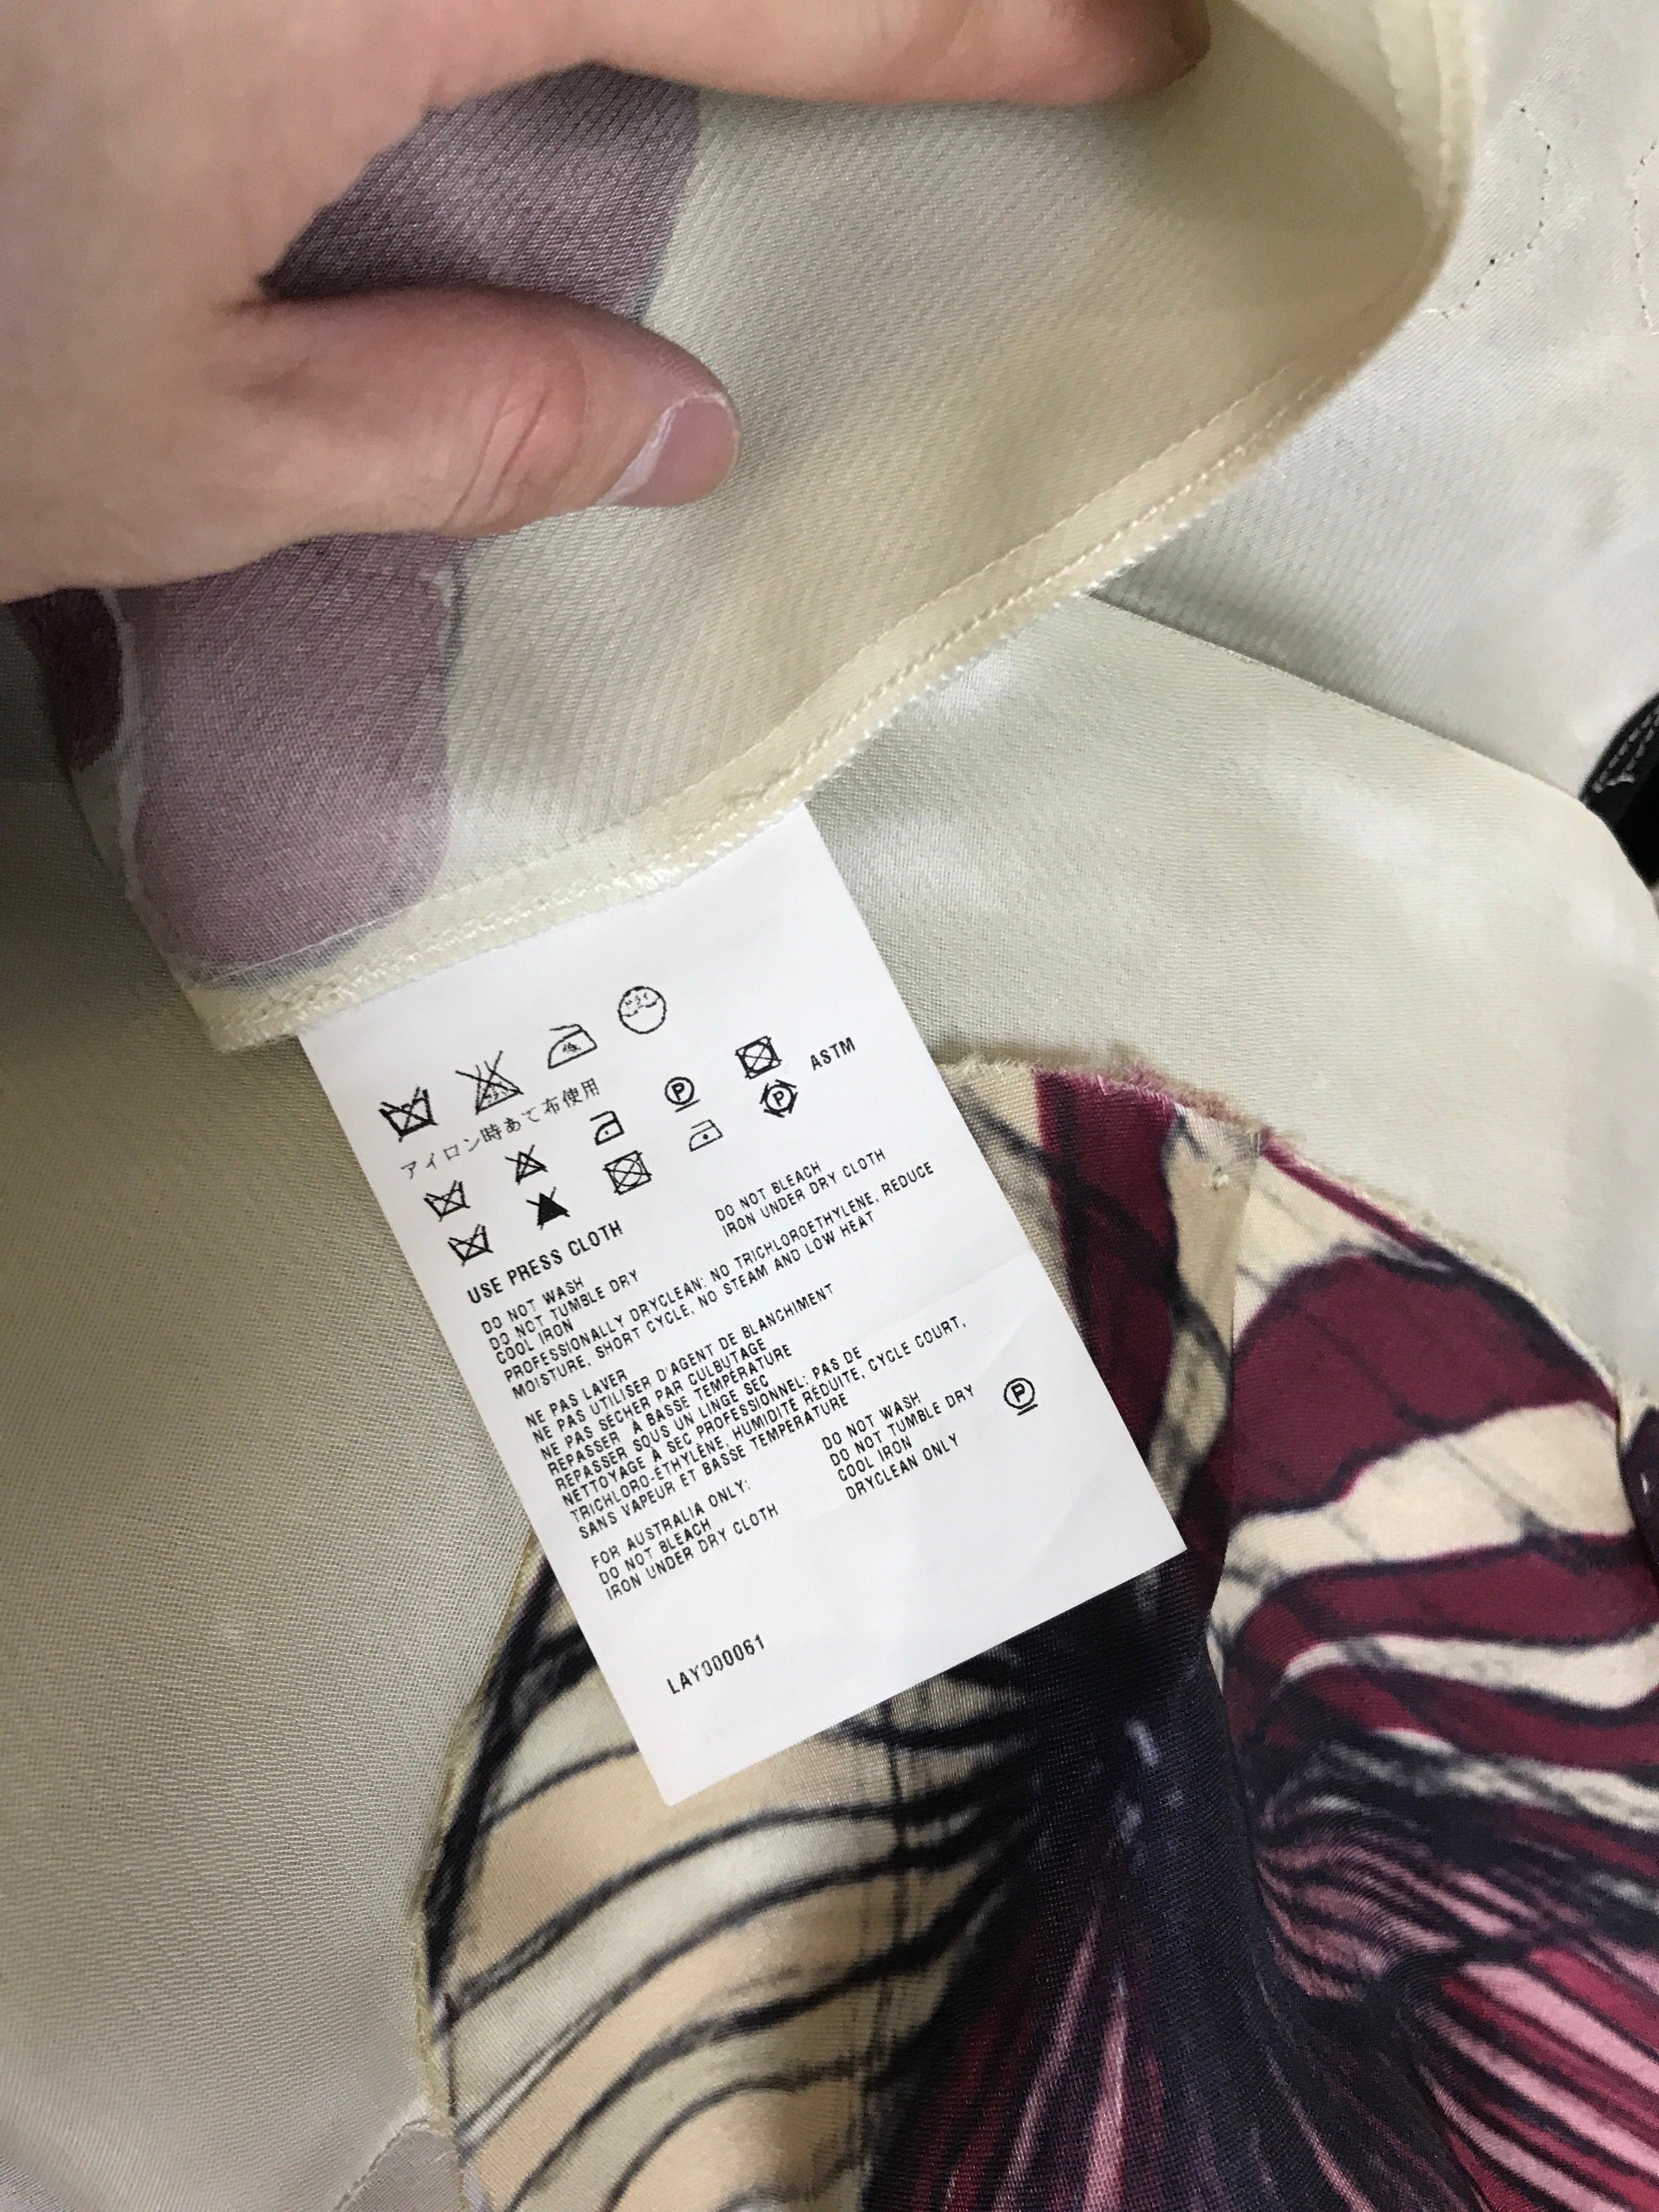 ドライ
アイロン時あて布使用
P
ASTM
P
USE PRESS CLOTH
DO NOT WASH
DO NOT BLEACH
DO NOT TUMBLE DRY
IRON UNDER DRY CLOTH
COOL IRON
PROFESSIONALLY DRYCLEAN: NO TRICHLOROETHYLENE, REDUCE
MOISTURE, SHORT CYCLE, NO STEAM AND LOW HEAT
NE PAS LAVER
NE PAS UTILISER D'AGENT DE BLANCHIMENT
NE PAS SÉCHER PAR CULBUTAGE
REPASSER À BASSE TEMPÉRATURE
REPASSER SOUS UN LINGE SEC
NETTOYAGE À SEC PROFESSIONNEL: PAS DE
TRICHLORO-ÉTHYLÈNE, HUMIDITÉ RÉDUITE, CYCLE COURT,
SANS VAPEUR ET BASSE TEMPERATURE
FOR AUSTRALIA ONLY:
DO NOT WASH
DO NOT BLEACH
DO NOT TUMBLE DRY
IRON UNDER DRY CLOTH
COOL IRON
DRYCLEAN ONLY
P
LAY000061